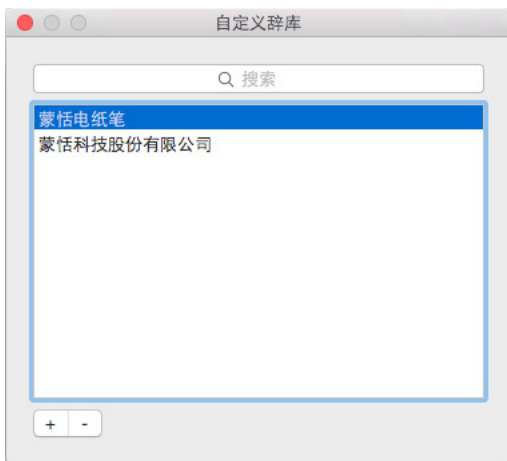 自定义辞库
搜索
蒙恬电纸笔
蒙恬科技股份有限公司
+ -